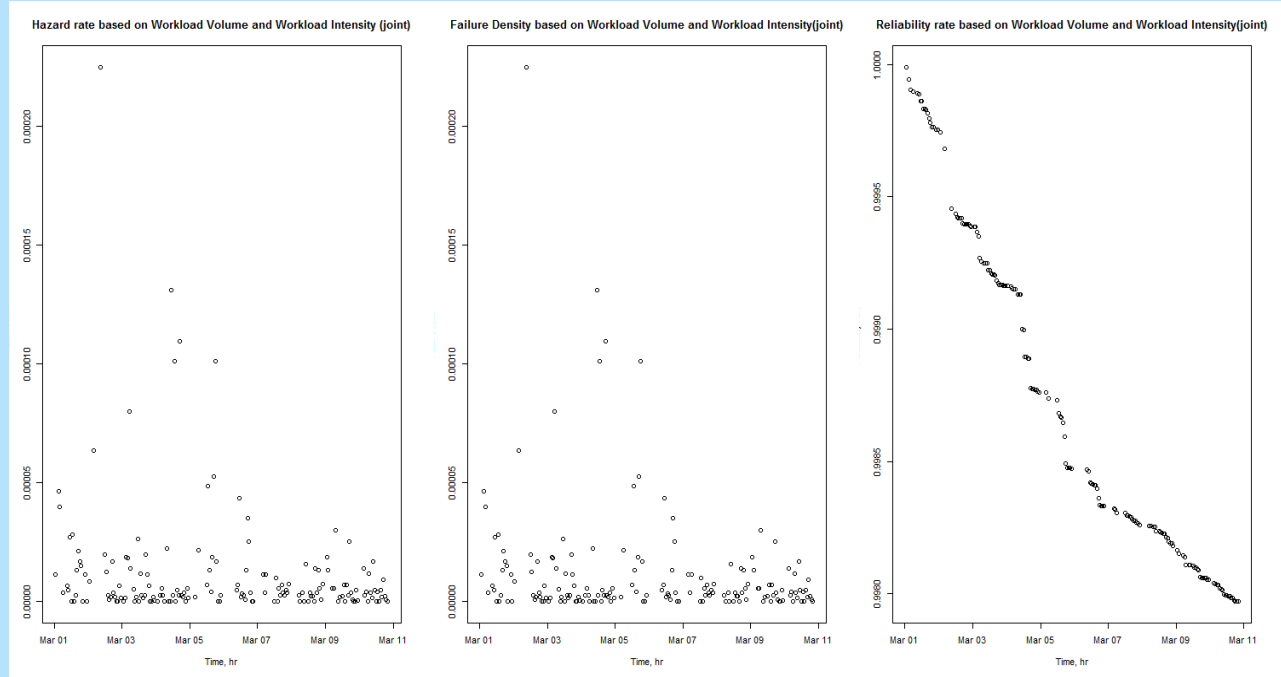 Hazard rate based on Workload Volume and Workload Intensity (joint)
0.00020
0.00015
0.00010
0.00005
0.00000
Mar 01 Mar 03 Mar 05 Mar 07 Mar 09 Mar 11
Time, hr
Failure Density based on Workload Volume and Workload Intensity(joint)
0.00020
0.00015
0.00010
0.00005
0.00000
Mar 01 Mar 03 Mar 05 Mar 07 Mar 09 Mar 11
Time, hr
Reliability rate based on Workload Volume and Workload Intensity(joint)
1.0000
0.9995
0.9990
0.9985
0.9980
Mar 01 Mar 03 Mar 05 Mar 07 Mar 09 Mar 11
Time, hr